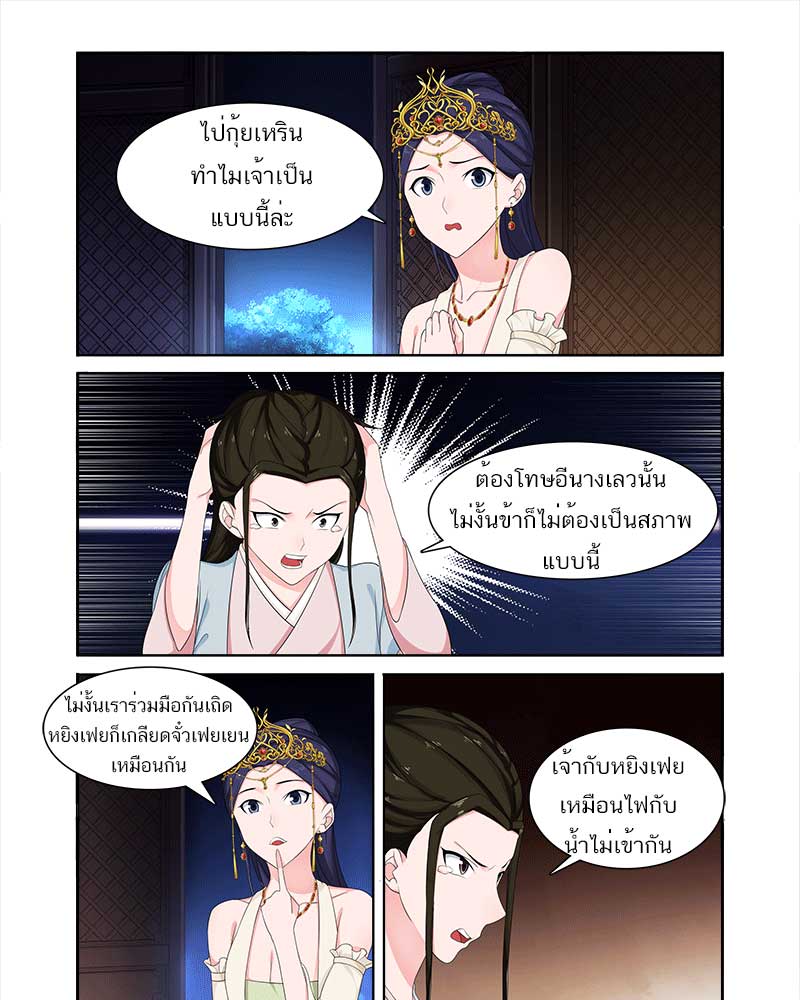 ไป่กุ้ยเหริน
ทำไมเจ้าเป็น
แบบนี้ล่ะ
ต้องโทษอีนางเลวนั้น
ไม่งั้นข้าก็ไม่ต้องเป็นสภาพ
แบบนี้
ไม่งั้นเราร่วมมือกันเถิด
หยิงเฟยก็เกลียดจั๋วเฟยเยน
เหมือนกัน
เจ้ากับหยิงเฟย
เหมือนไฟกับ
น้ำไม่เข้ากัน